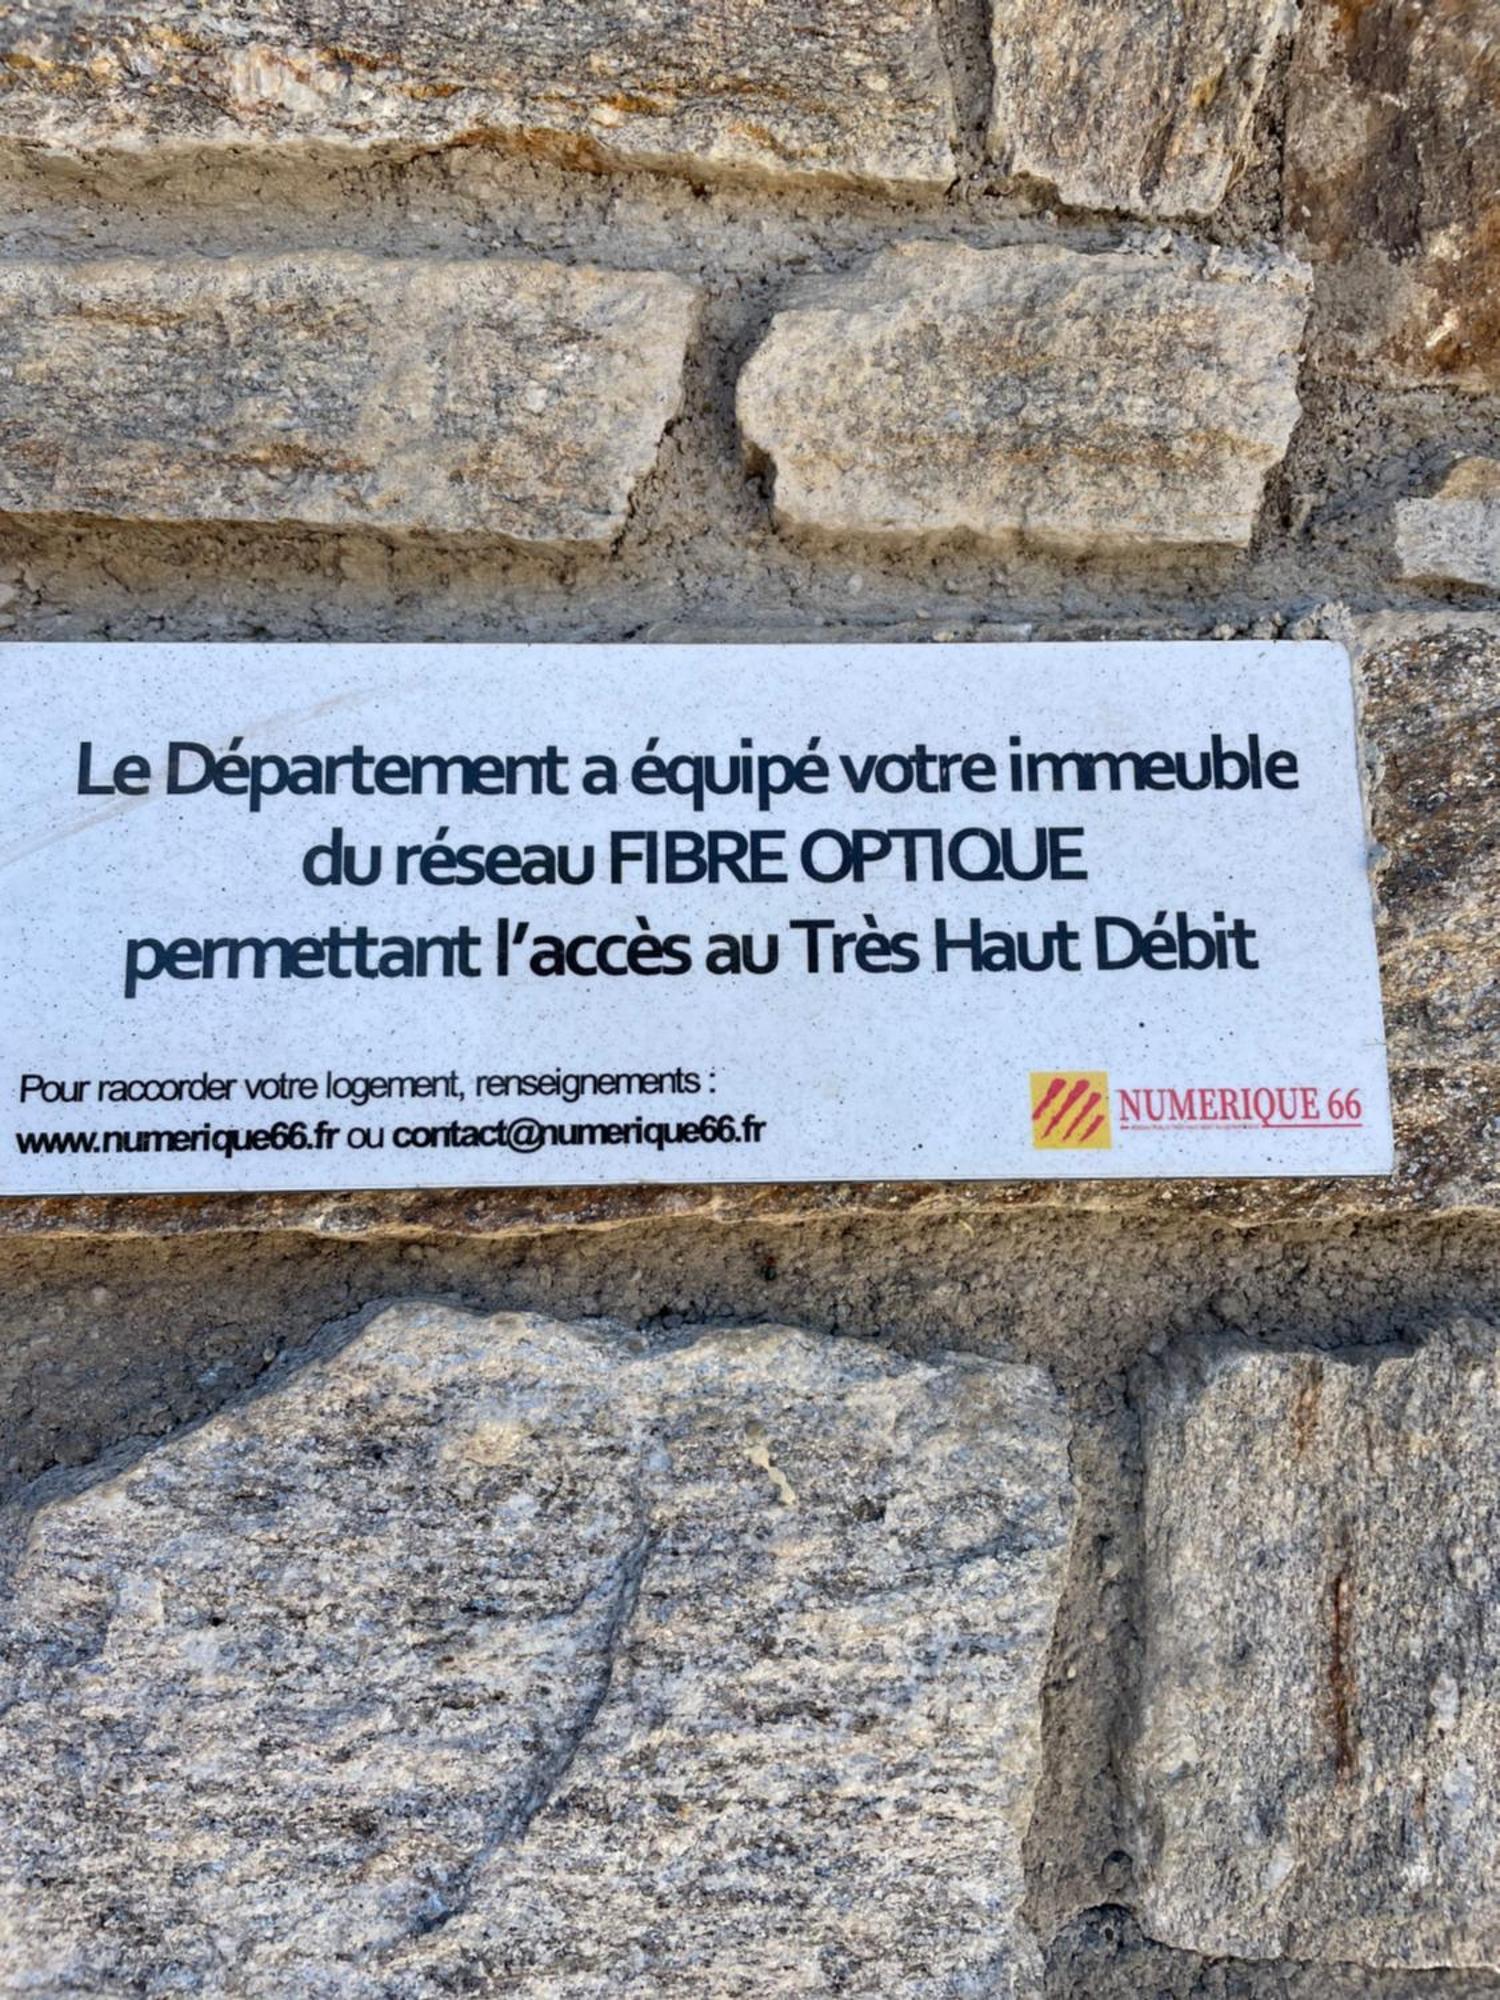 Le Département a équipé votre immeuble
du réseau FIBRE OPTIQUE
permettant l'accès au Très Haut Débit
Pour raccorder votre logement, renseignements :
www.numerique66.fr ou contact@numerique66.fr
NUMERIQUE 66